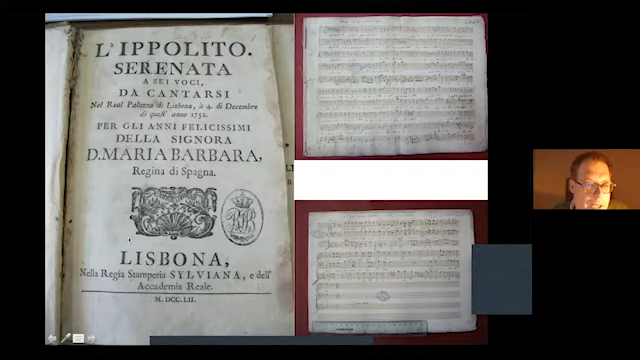 L'IPPOLITO.
SERENATA
A SEI VOCI,
DA CANTARSI
Nel Real Palazzo di Lisbona, à 4. di Decembre
di quest' anno 1752.
PER GLI ANNI FELICISSIMI
DELLA SIGNORA
D. MARIA BARBARA,
Regina di Spagna.
LISBONA,
Nella Regia Stamperia SYLVIANA, e dell'
Accademia Reale.
M. DCC. LII.